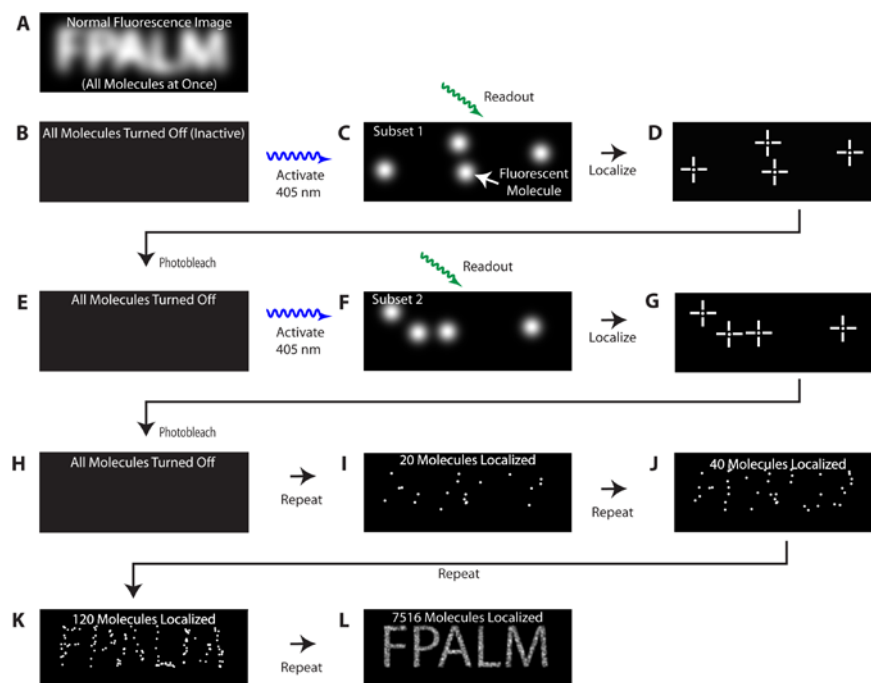 A
Normal Fluorescence Image
FPALM
(All Molecules at Once)
Readout
B
All Molecules Turned Off (Inactive)
Activate
405 nm
C
Subset 1
Fluorescent
Molecule
Localize
D
Photobleach
Readout
E
All Molecules Turned Off
Activate
405 nm
F
Subset 2
Localize
G
Photobleach
H
All Molecules Turned Off
Repeat
I
20 Molecules Localized
Repeat
J
40 Molecules Localized
Repeat
K
120 Molecules Localized
FPALM
Repeat
L
7516 Molecules Localized
FPALM